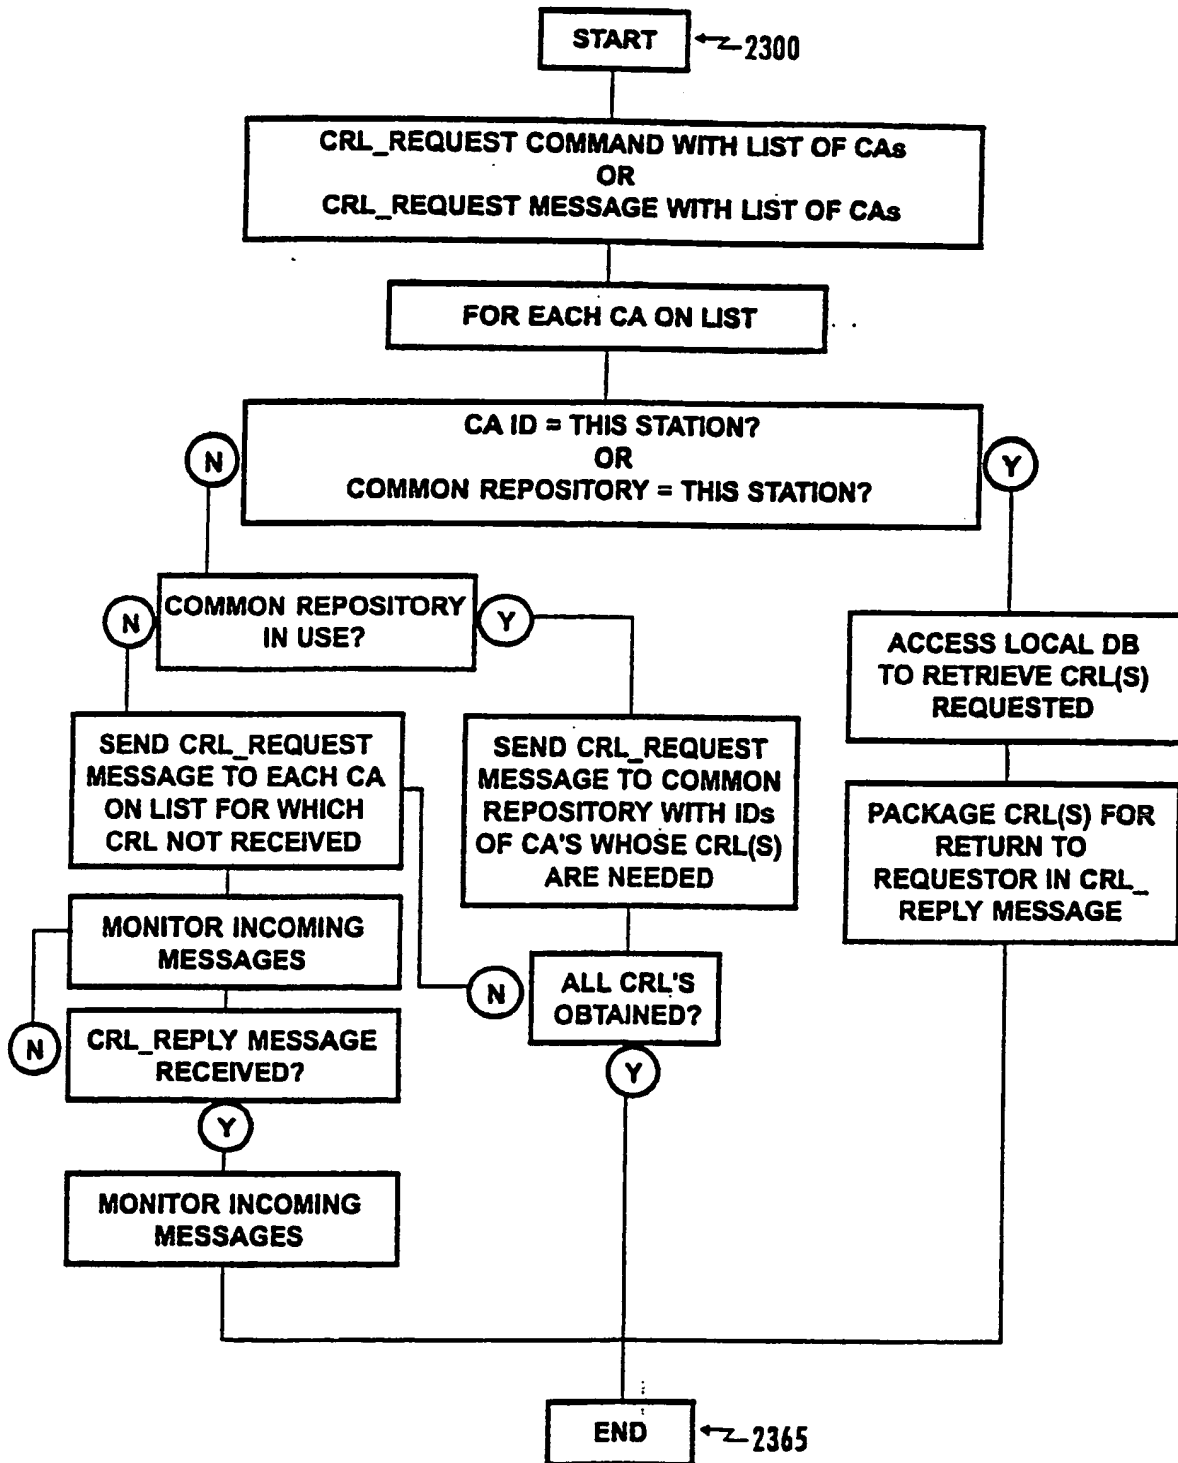 START
2300
CRL_REQUEST COMMAND WITH LIST OF CAs
OR
CRL_REQUEST MESSAGE WITH LIST OF CAs
FOR EACH CA ON LIST
CA ID = THIS STATION?
OR
COMMON REPOSITORY = THIS STATION?
N
Y
COMMON REPOSITORY
IN USE?
N
Y
ACCESS LOCAL DB
TO RETRIEVE CRL(S)
REQUESTED
SEND CRL_REQUEST
MESSAGE TO EACH CA
ON LIST FOR WHICH
CRL NOT RECEIVED
SEND CRL_REQUEST
MESSAGE TO COMMON
REPOSITORY WITH IDs
OF CA'S WHOSE CRL(S)
ARE NEEDED
PACKAGE CRL(S) FOR
RETURN TO
REQUESTOR IN CRL_
REPLY MESSAGE
MONITOR INCOMING
MESSAGES
N
ALL CRL'S
OBTAINED?
N
CRL_REPLY MESSAGE
RECEIVED?
Y
Y
MONITOR INCOMING
MESSAGES
END
2365